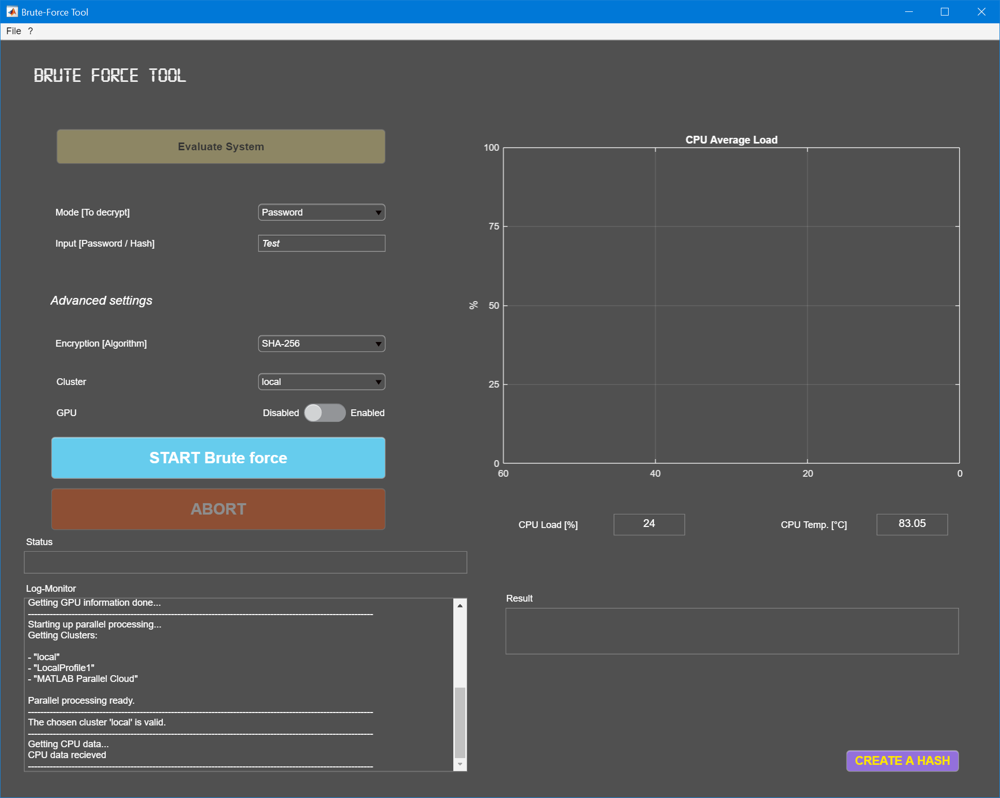 Brute-Force Tool
File ?
BRUTE FORCE TOOL
Evaluate System
Mode [To decrypt] Password
Input [Password / Hash] Test
Advanced settings
Encryption [Algorithm] SHA-256
Cluster local
GPU Disabled Enabled
START Brute force
ABORT
Status
Log-Monitor
Getting GPU information done...
Starting up parallel processing...
Getting Clusters:
- "local"
- "LocalProfile1"
- "MATLAB Parallel Cloud"
Parallel processing ready.
The chosen cluster 'local' is valid.
Getting CPU data...
CPU data recieved
CPU Average Load
100
75
% 50
25
0
60 40 20 0
CPU Load [%] 24 CPU Temp. [°C] 83.05
Result
CREATE A HASH